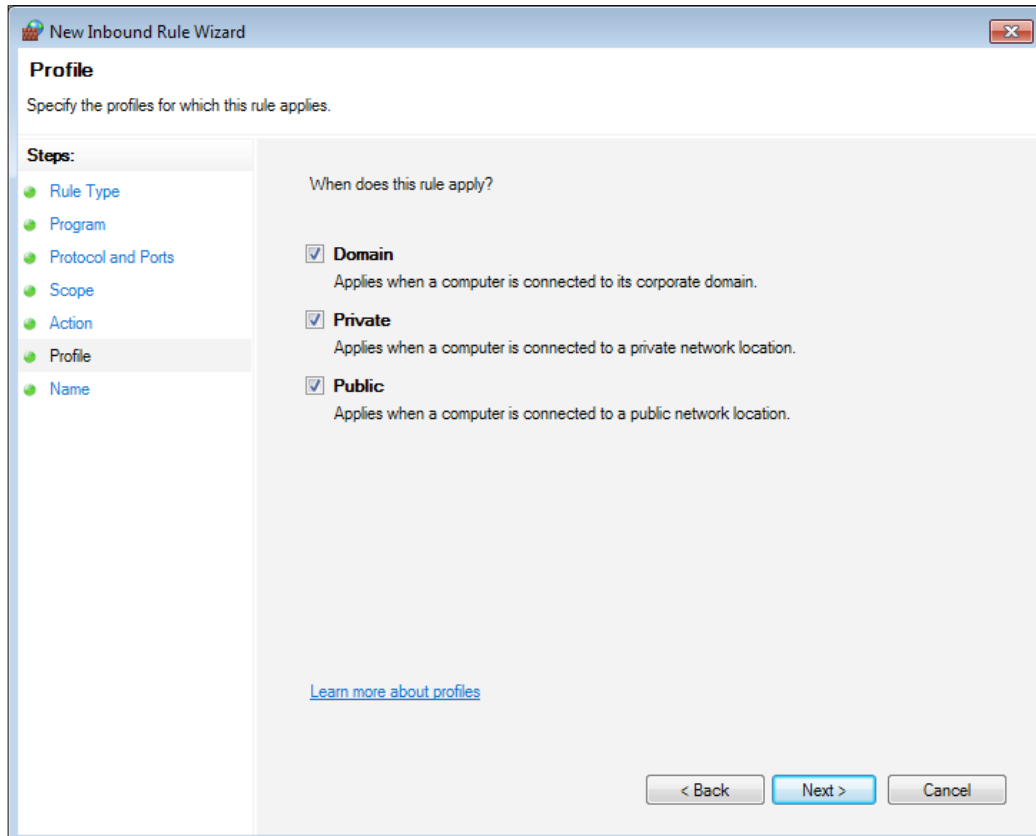 New Inbound Rule Wizard
Profile
Specify the profiles for which this rule applies.
Steps:
Rule Type
Program
Protocol and Ports
Scope
Action
Profile
Name
When does this rule apply?
Domain
Applies when a computer is connected to its corporate domain.
Private
Applies when a computer is connected to a private network location.
Public
Applies when a computer is connected to a public network location.
Learn more about profiles
< Back
Next >
Cancel